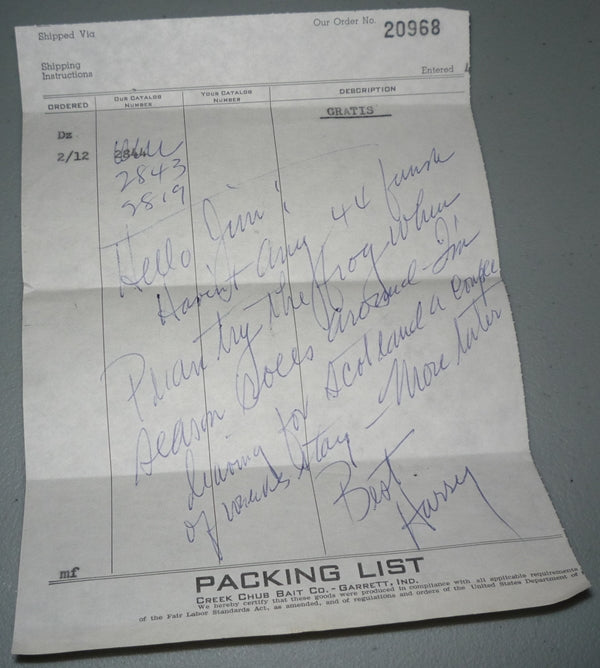 Shipped Via
Our Order No. 20968
Shipping
Instructions
Entered
ORDERED
OUR CATALOG
NUMBER
YOUR CATALOG
NUMBER
DESCRIPTION
GRATIS
Dz
2/12 2844
2843
2819
Hello Jim!
Haven't any 44 finish
Please try the frog when
season rolls around - I'm
leaving for Scotland a couple
of weeks stay - More later
Best
Harry
mf
PACKING LIST
CREEK CHUB BAIT CO. - GARRETT, IND.
We hereby certify that these goods were produced in compliance with all applicable requirements
of the Fair Labor Standards Act, as amended, and of regulations and orders of the United States Department of